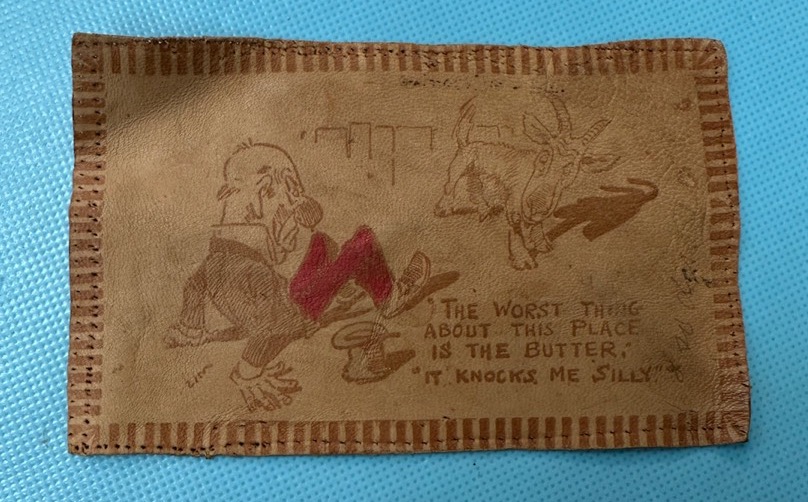 "THE WORST THING
ABOUT THIS PLACE
IS THE BUTTER,"
"IT KNOCKS ME SILLY."